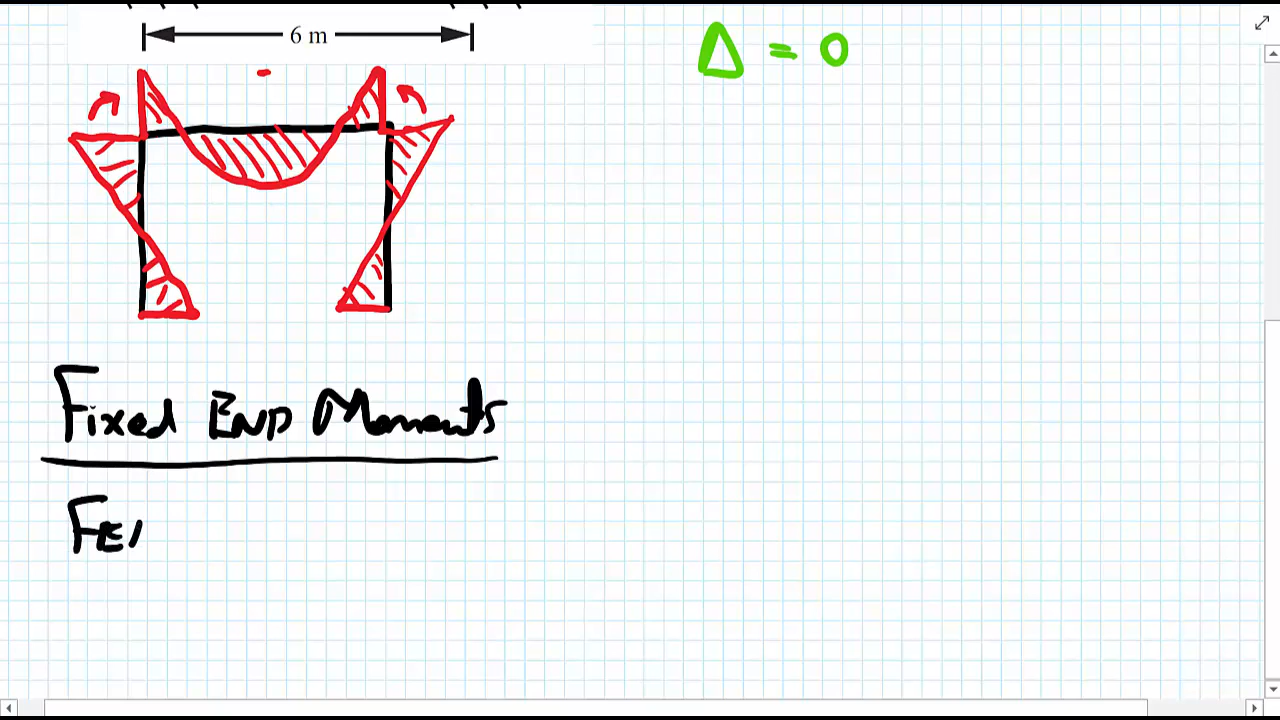 6 m
Δ = 0
Fixed END Moments
FE